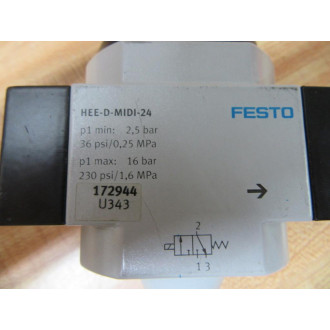 HEE-D-MIDI-24
FESTO
p1 min: 2,5 bar
36 psi/0,25 MPa
p1 max: 16 bar
230 psi/1,6 MPa
172944
U343
2
1 3